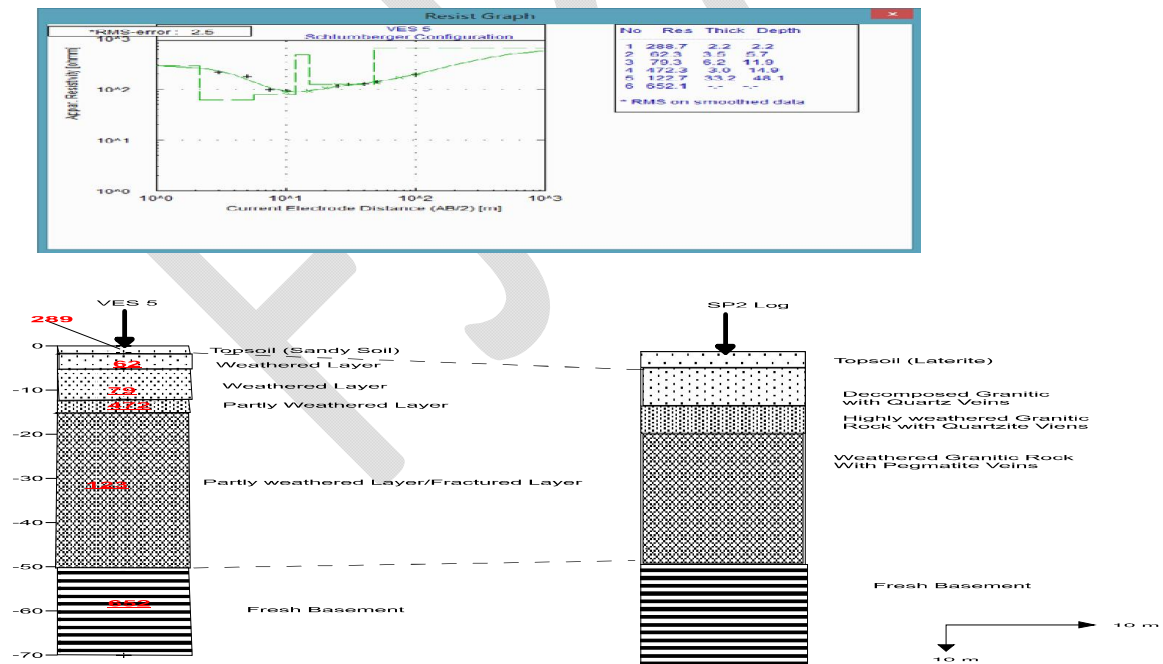 Resist Graph
*RMS-error : 2.5
VES 5
Schlumberger Configuration
Appar. Resistivity [ohmm]
10^3
10^2
10^1
10^0
10^0 10^1 10^2 10^3
Current Electrode Distance (AB/2) [m]
No Res Thick Depth
1 288.7 2.2 2.2
2 62.3 3.5 5.7
3 79.3 6.2 11.9
4 472.3 3.0 14.9
5 122.7 33.2 48.1
6 652.1 -.- -.-
* RMS on smoothed data
VES 5
SP2 Log
289
0
-10
-20
-30
-40
-50
-60
-70
62
79
472
123
652
Topsoil (Sandy Soil)
Weathered Layer
Weathered Layer
Partly Weathered Layer
Partly weathered Layer/Fractured Layer
Fresh Basement
Topsoil (Laterite)
Decomposed Granitic
with Quartz Veins
Highly weathered Granitic
Rock with Quartzite Viens
Weathered Granitic Rock
With Pegmatite Veins
Fresh Basement
10 m
10 m